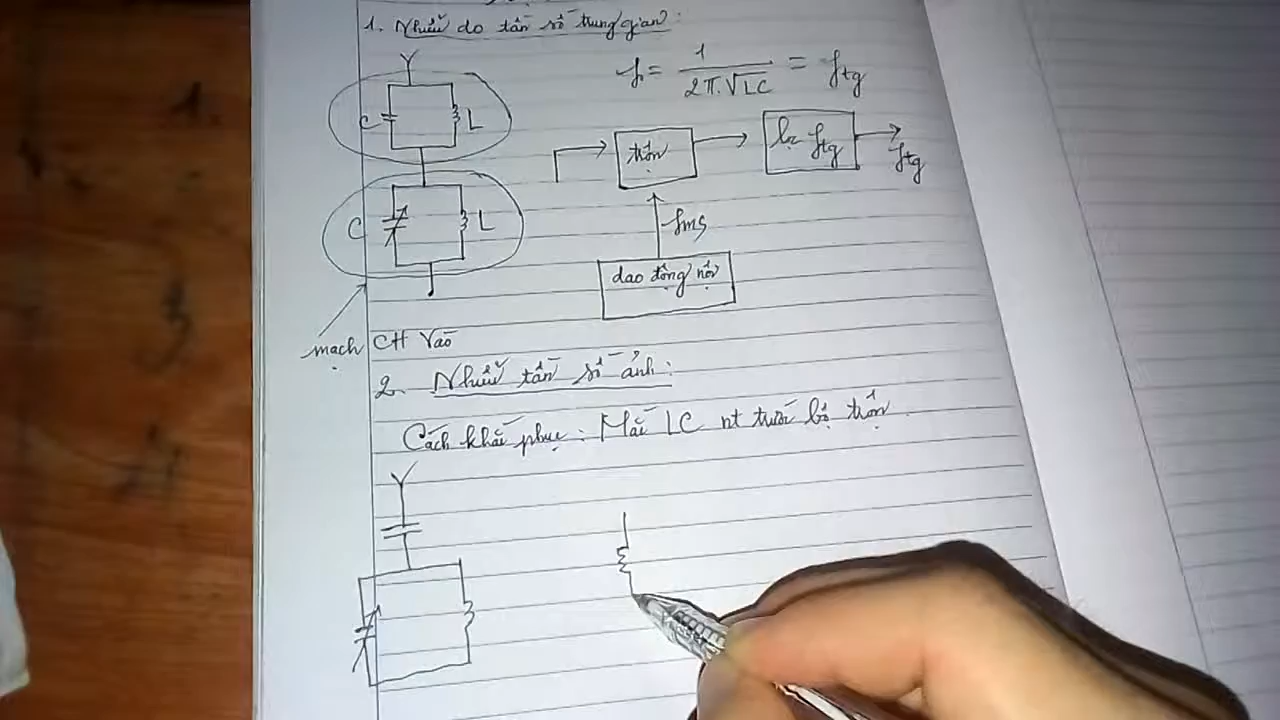 1. Nhiễu do tần số trung gian:
f₀ = 1 / 2π.√LC = ftg
C L
trộn
lọc ftg
ftg
C L
fns
dao động nội
mạch CH Vào
2. Nhiễu tần số ảnh:
Cách khắc phục: Mắc LC nt trước bộ trộn